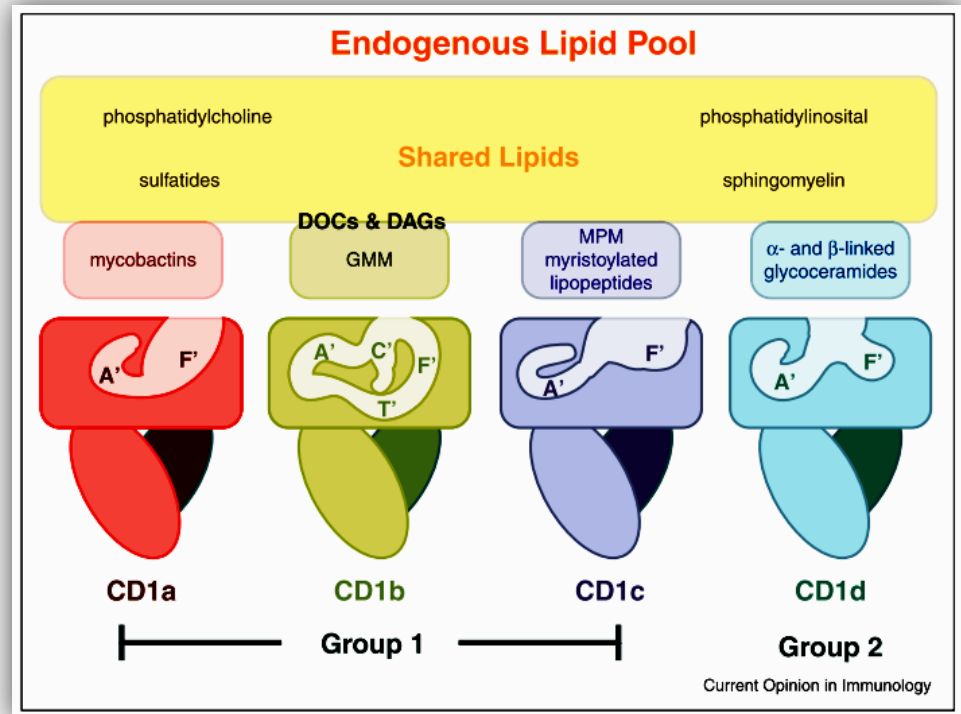 Endogenous Lipid Pool
phosphatidylcholine
phosphatidylinosital
Shared Lipids
sulfatides
sphingomyelin
DOCs & DAGs
mycobactins
GMM
MPM
myristoylated
lipopeptides
α- and β-linked
glycoceramides
A'
F'
A'
C'
F'
T'
A'
F'
A'
F'
CD1a
CD1b
CD1c
CD1d
Group 1
Group 2
Current Opinion in Immunology